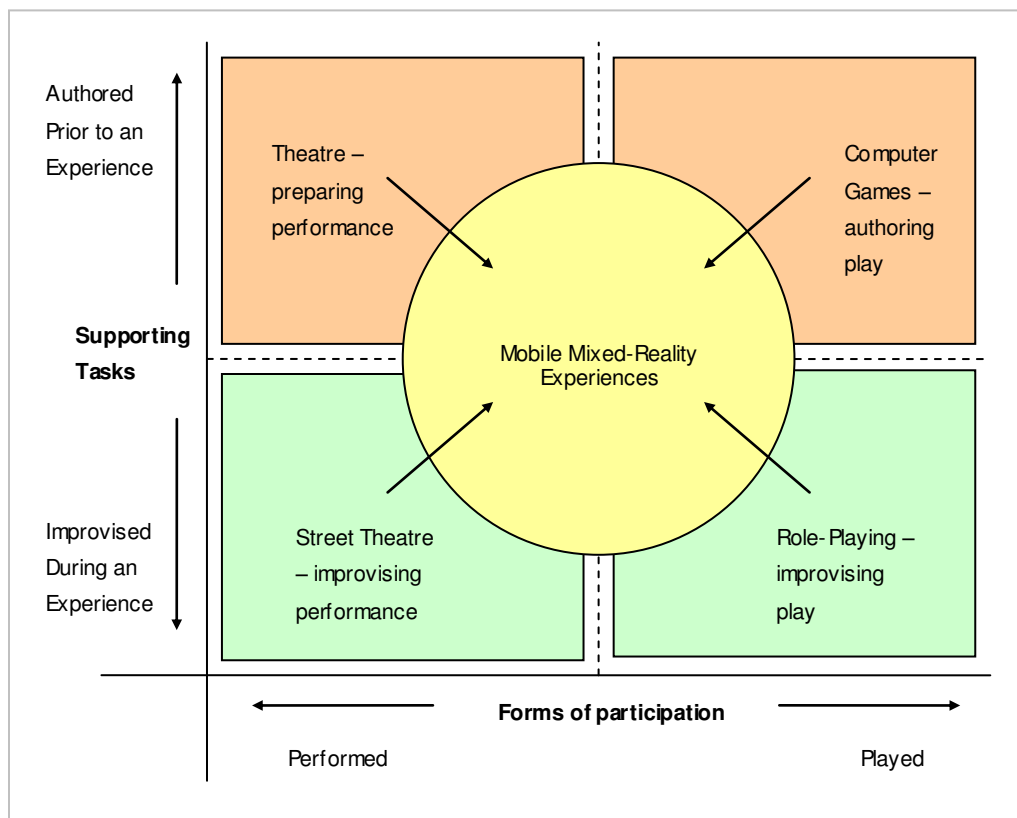 Authored
Prior to an
Experience
Theatre –
preparing
performance
Computer
Games –
authoring
play
Supporting
Tasks
Mobile Mixed-Reality
Experiences
Improvised
During an
Experience
Street Theatre
– improvising
performance
Role-Playing –
improvising
play
Forms of participation
Performed
Played